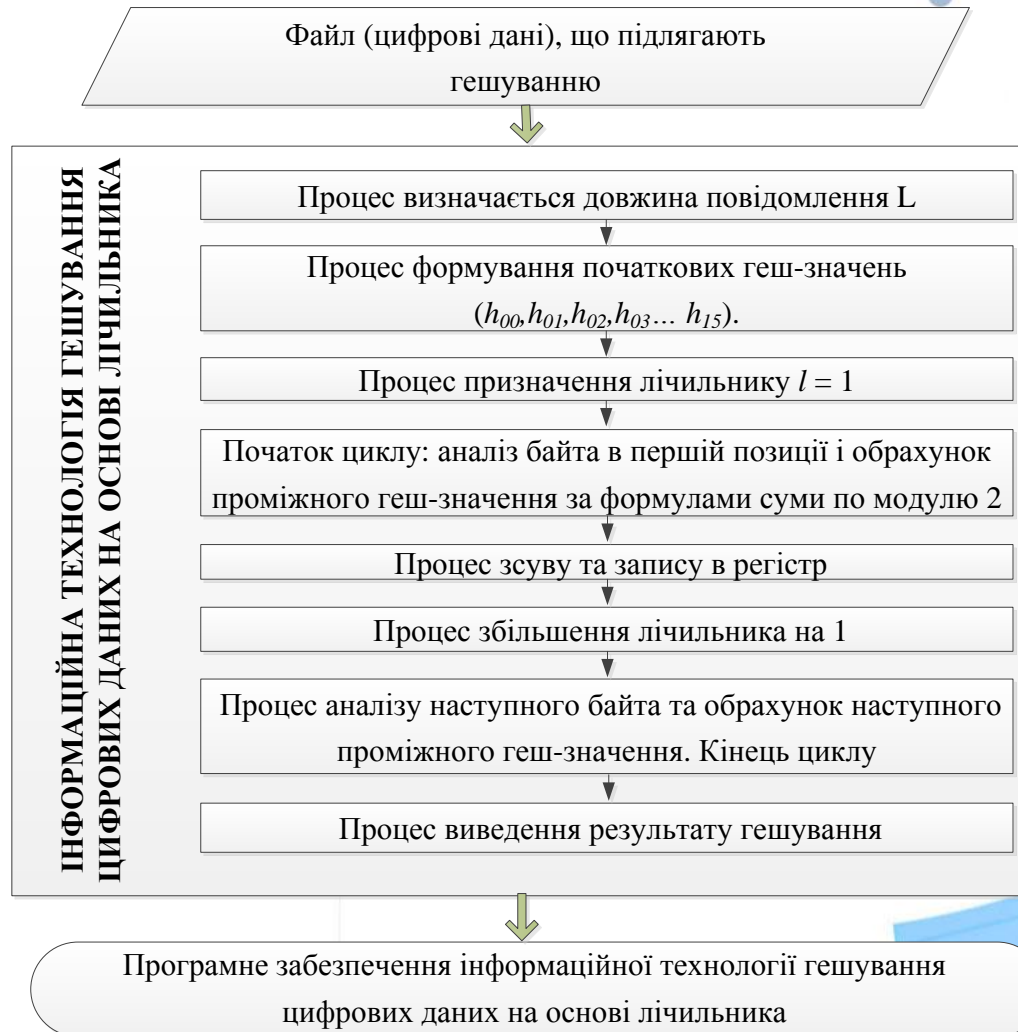 Файл (цифрові дані), що підлягають
гешуванню
ІНФОРМАЦІЙНА ТЕХНОЛОГІЯ ГЕШУВАННЯ
ЦИФРОВИХ ДАНИХ НА ОСНОВІ ЛІЧИЛЬНИКА
Процес визначається довжина повідомлення L
Процес формування початкових геш-значень
(h00,h01,h02,h03… h15).
Процес призначення лічильнику l = 1
Початок циклу: аналіз байта в першій позиції і обрахунок
проміжного геш-значення за формулами суми по модулю 2
Процес зсуву та запису в регістр
Процес збільшення лічильника на 1
Процес аналізу наступного байта та обрахунок наступного
проміжного геш-значення. Кінець циклу
Процес виведення результату гешування
Програмне забезпечення інформаційної технології гешування
цифрових даних на основі лічильника